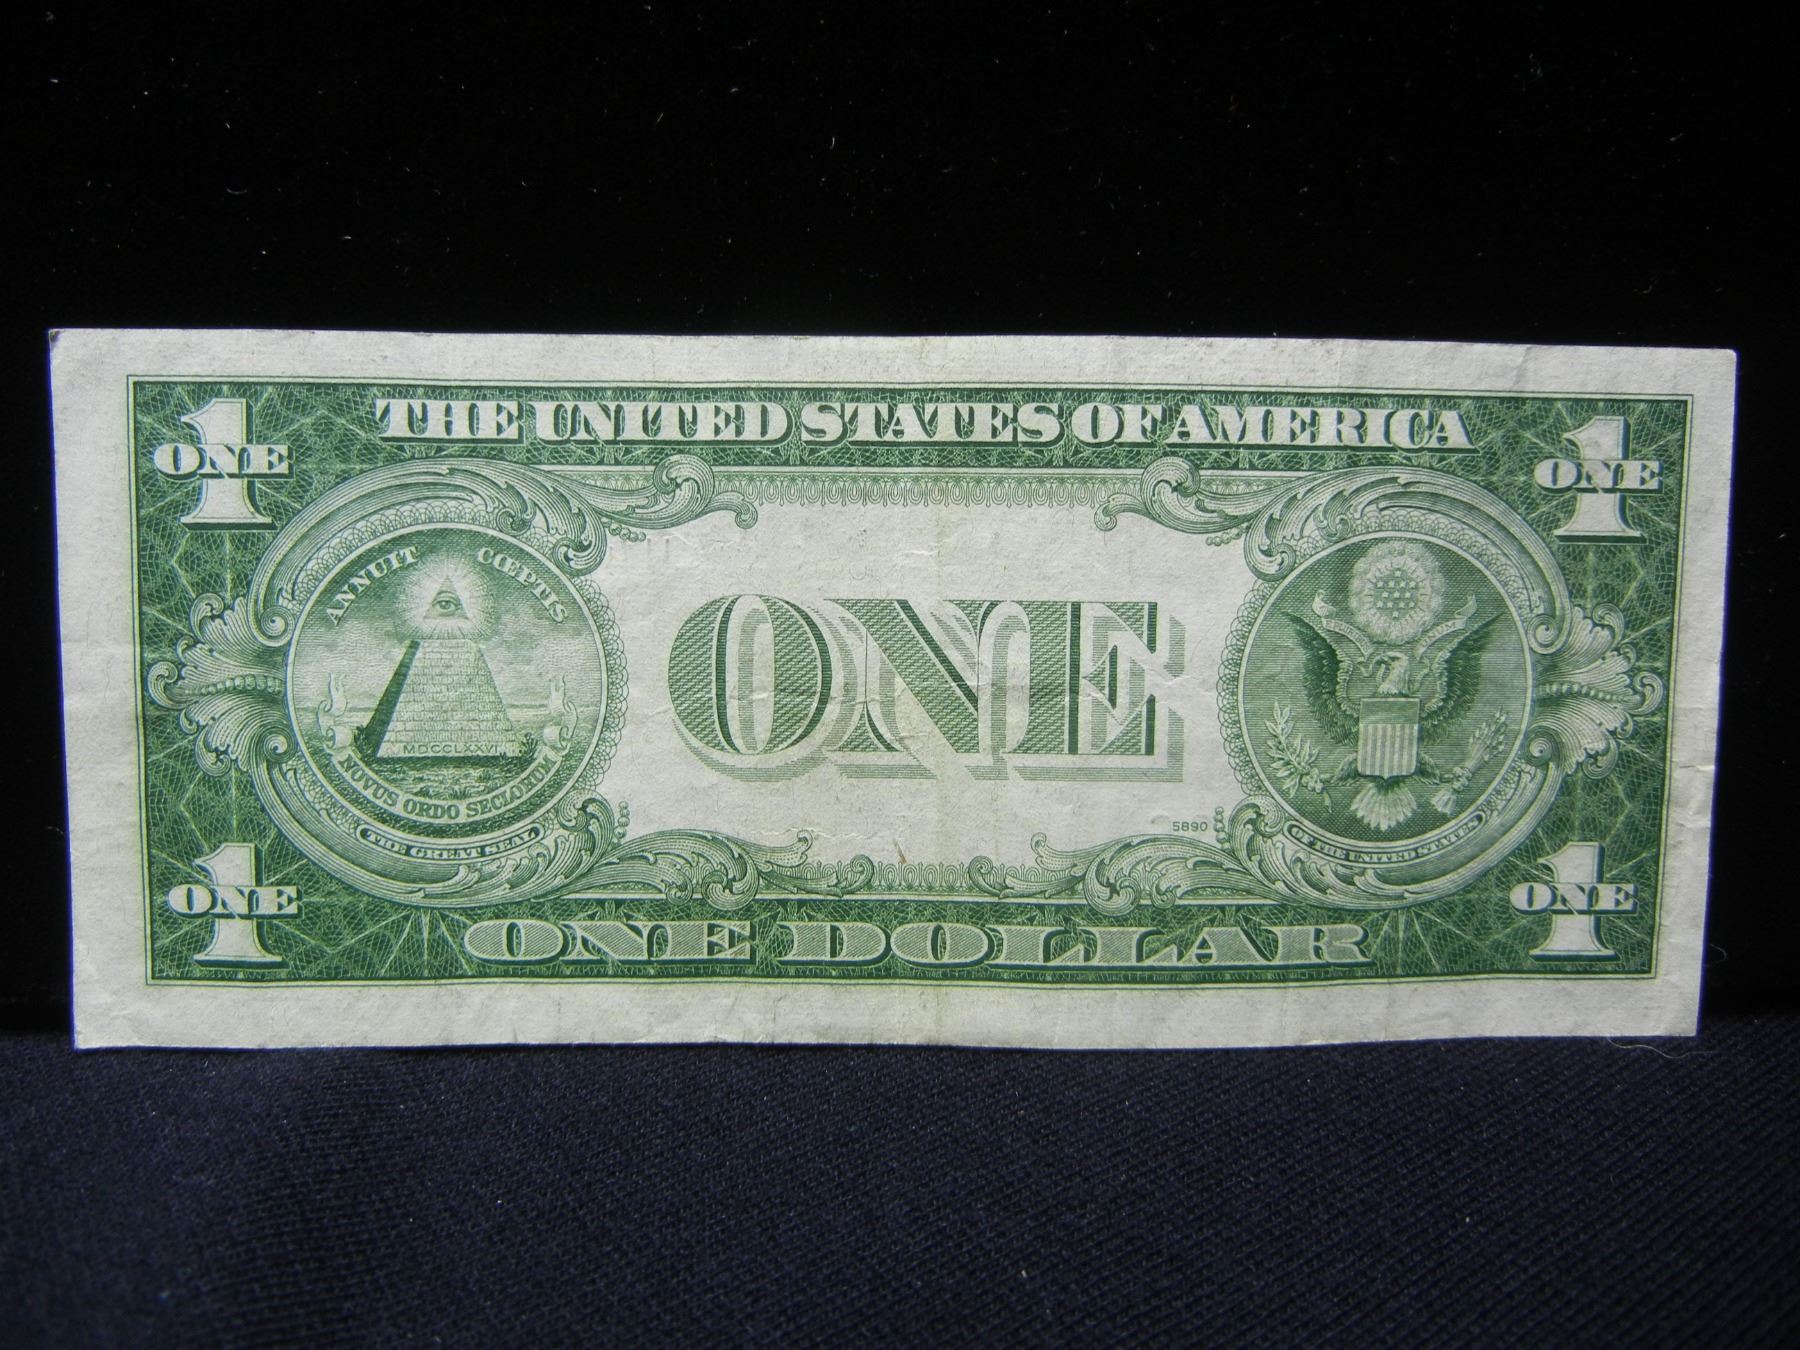 THE UNITED STATES OF AMERICA
1
ONE
1
ONE
ANNUIT CŒPTIS
MDCCLXXVI
NOVUS ORDO SECLORUM
THE GREAT SEAL
ONE
5890
OF THE UNITED STATES
1
ONE
1
ONE
ONE DOLLAR